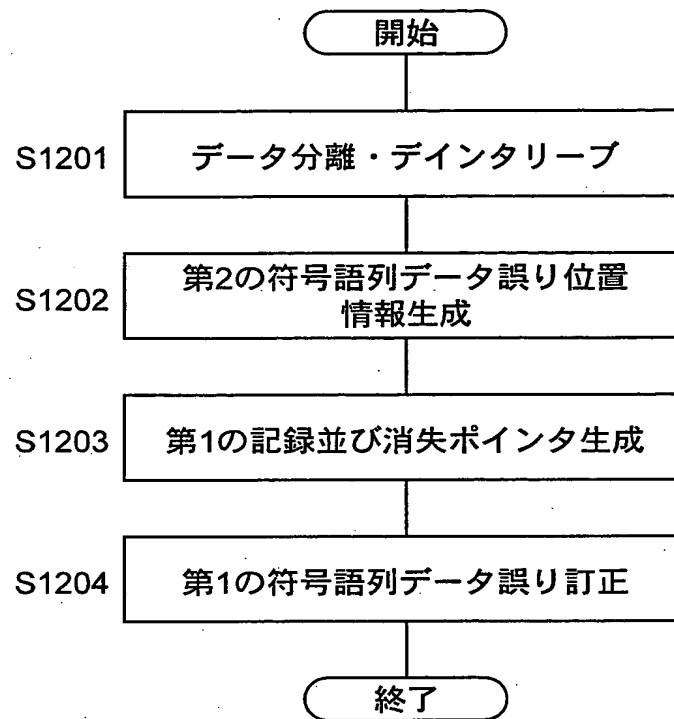 開始
S1201
データ分離・デインタリーブ
S1202
第2の符号語列データ誤り位置
情報生成
S1203
第1の記録並び消失ポインタ生成
S1204
第1の符号語列データ誤り訂正
終了